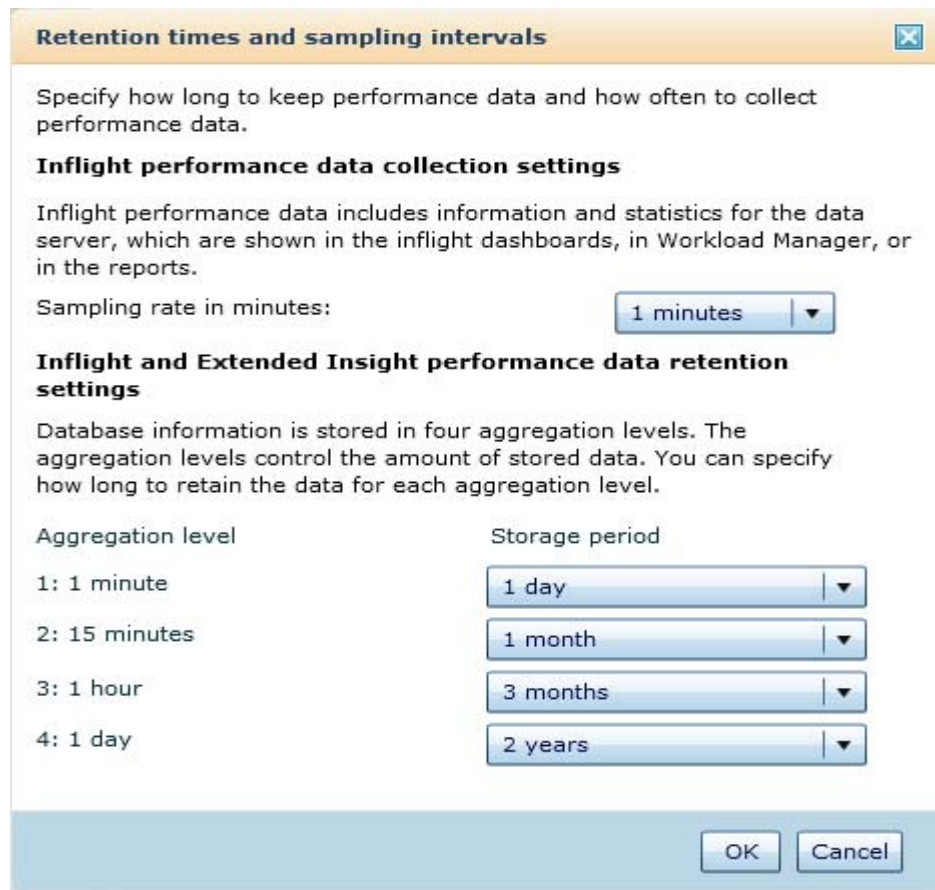 Retention times and sampling intervals
Specify how long to keep performance data and how often to collect
performance data.
Inflight performance data collection settings
Inflight performance data includes information and statistics for the data
server, which are shown in the inflight dashboards, in Workload Manager, or
in the reports.
Sampling rate in minutes: 1 minutes
Inflight and Extended Insight performance data retention
settings
Database information is stored in four aggregation levels. The
aggregation levels control the amount of stored data. You can specify
how long to retain the data for each aggregation level.
Aggregation level Storage period
1: 1 minute 1 day
2: 15 minutes 1 month
3: 1 hour 3 months
4: 1 day 2 years
OK Cancel